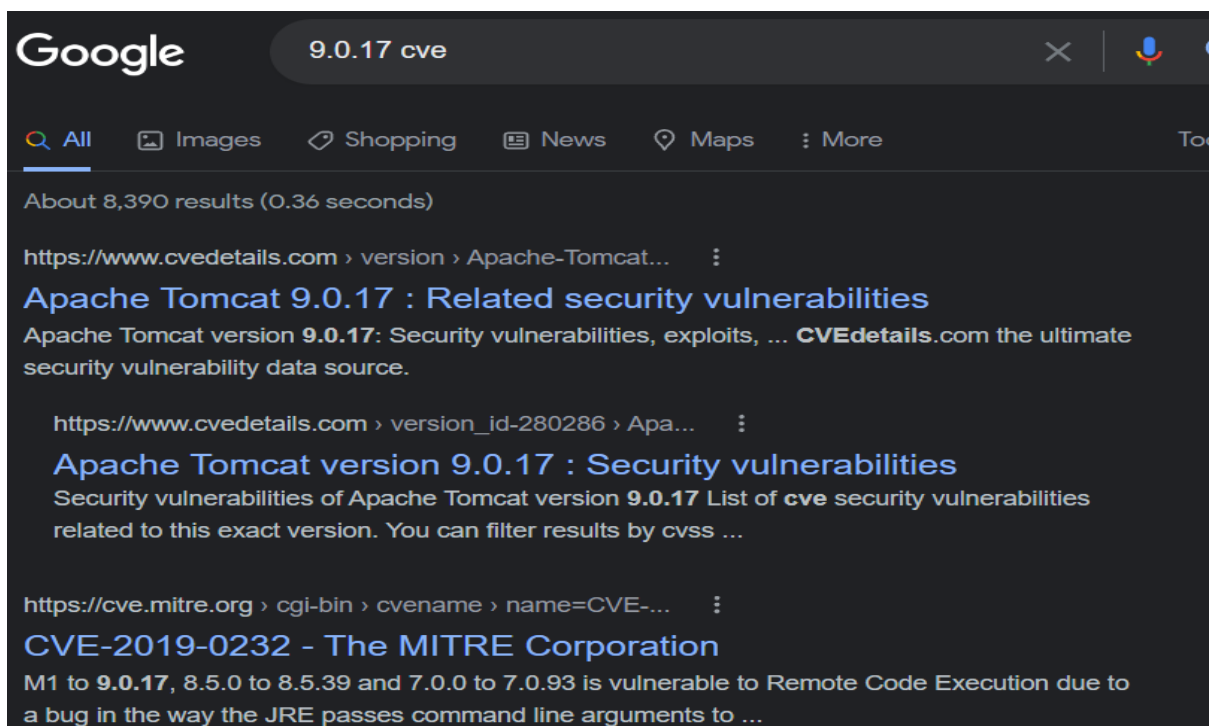 Google
9.0.17 cve
All Images Shopping News Maps More
About 8,390 results (0.36 seconds)
https://www.cvedetails.com › version › Apache-Tomcat...
Apache Tomcat 9.0.17 : Related security vulnerabilities
Apache Tomcat version 9.0.17: Security vulnerabilities, exploits, ... CVEdetails.com the ultimate
security vulnerability data source.
https://www.cvedetails.com › version_id-280286 › Apa...
Apache Tomcat version 9.0.17 : Security vulnerabilities
Security vulnerabilities of Apache Tomcat version 9.0.17 List of cve security vulnerabilities
related to this exact version. You can filter results by cvss ...
https://cve.mitre.org › cgi-bin › cvename › name=CVE-...
CVE-2019-0232 - The MITRE Corporation
M1 to 9.0.17, 8.5.0 to 8.5.39 and 7.0.0 to 7.0.93 is vulnerable to Remote Code Execution due to
a bug in the way the JRE passes command line arguments to ...